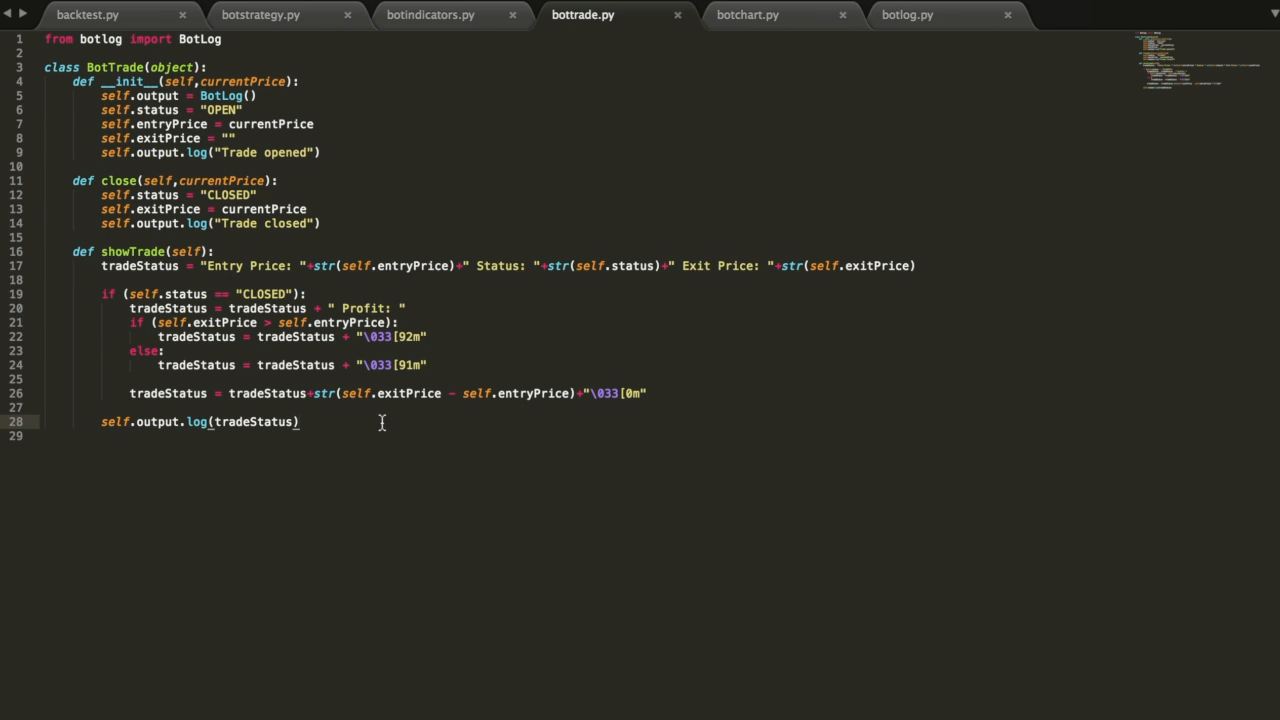 backtest.py botstrategy.py botindicators.py bottrade.py botchart.py botlog.py
1 from botlog import BotLog
2
3 class BotTrade(object):
4 def __init__(self,currentPrice):
5 self.output = BotLog()
6 self.status = "OPEN"
7 self.entryPrice = currentPrice
8 self.exitPrice = ""
9 self.output.log("Trade opened")
10
11 def close(self,currentPrice):
12 self.status = "CLOSED"
13 self.exitPrice = currentPrice
14 self.output.log("Trade closed")
15
16 def showTrade(self):
17 tradeStatus = "Entry Price: "+str(self.entryPrice)+" Status: "+str(self.status)+" Exit Price: "+str(self.exitPrice)
18
19 if (self.status == "CLOSED"):
20 tradeStatus = tradeStatus + " Profit: "
21 if (self.exitPrice > self.entryPrice):
22 tradeStatus = tradeStatus + "\033[92m"
23 else:
24 tradeStatus = tradeStatus + "\033[91m"
25
26 tradeStatus = tradeStatus+str(self.exitPrice - self.entryPrice)+"\033[0m"
27
28 self.output.log(tradeStatus)
29